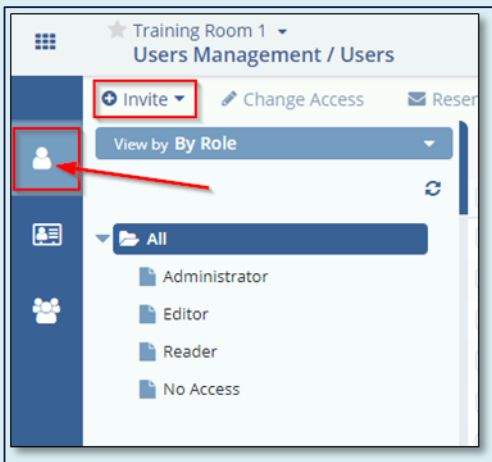 Training Room 1
Users Management / Users
Invite Change Access
View by By Role
All
Administrator
Editor
Reader
No Access